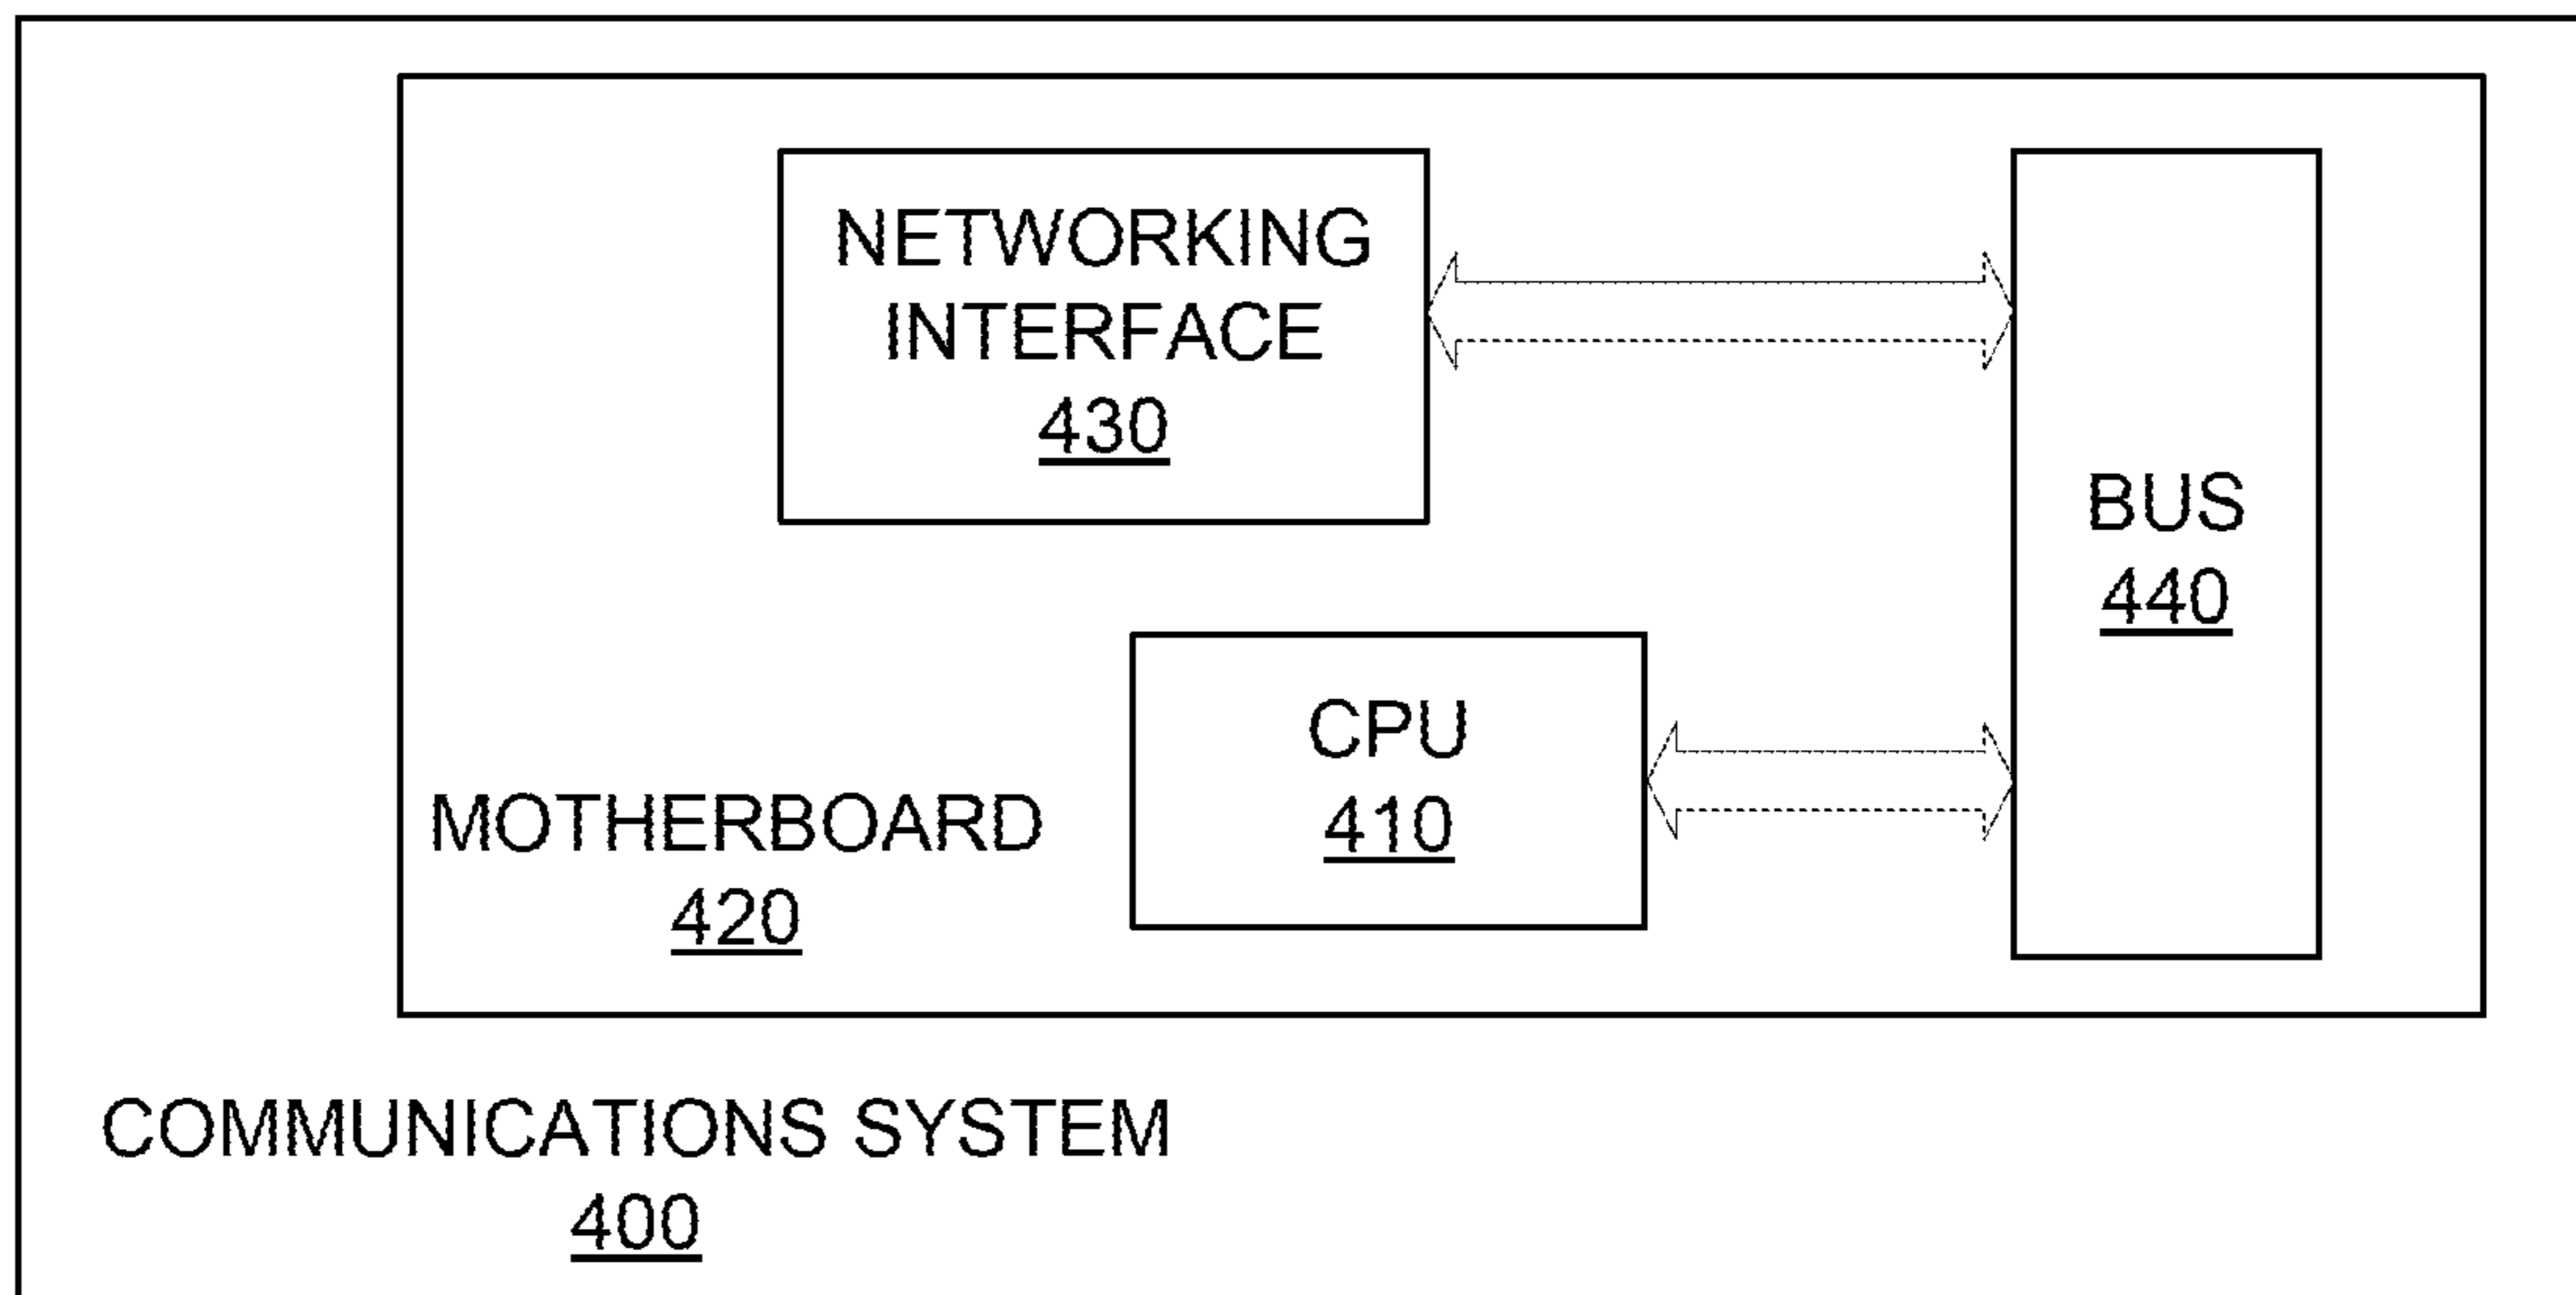 NETWORKING
INTERFACE
430
BUS
440
CPU
410
MOTHERBOARD
420
COMMUNICATIONS SYSTEM
400